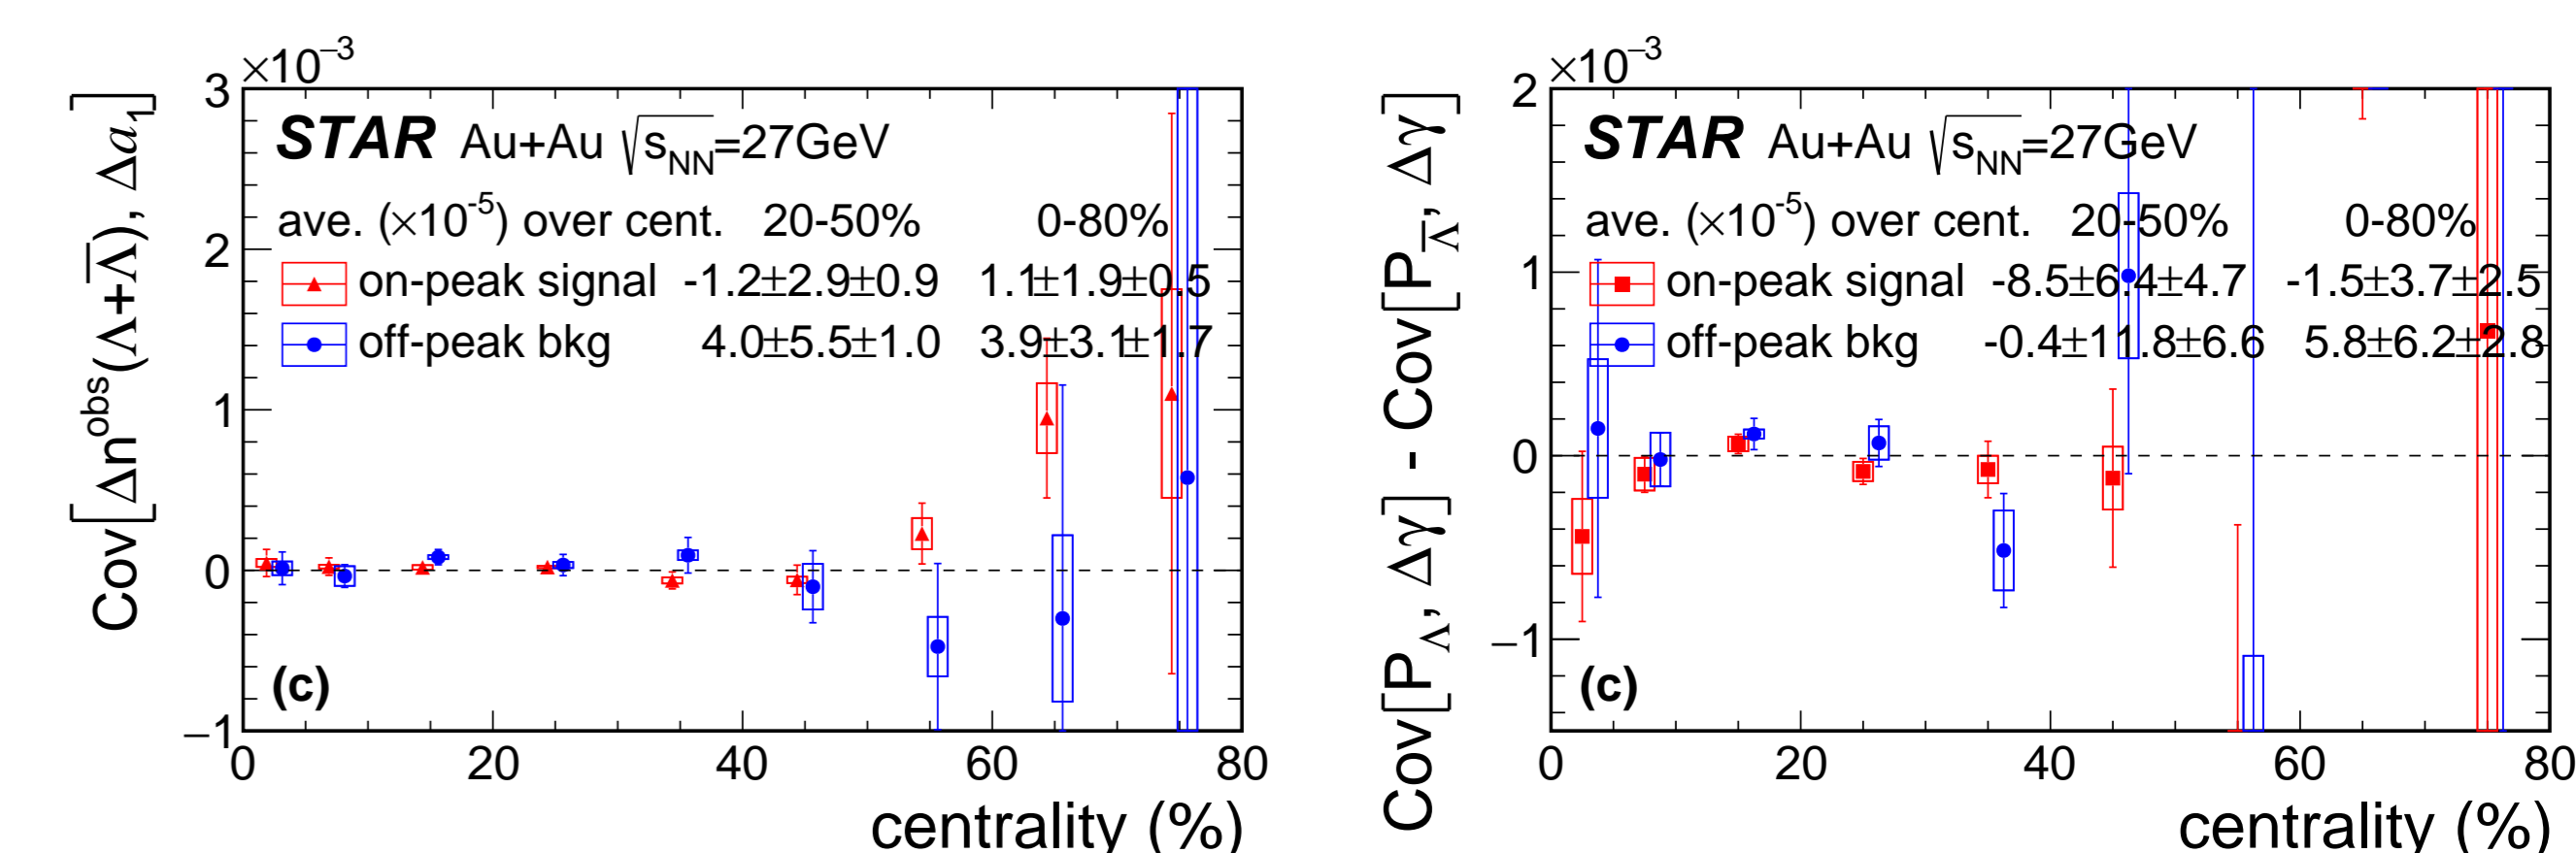 ×10⁻³
Cov[Δn^obs(Λ+Λ̅), Δa₁]
3
2
1
0
−1
STAR Au+Au √s_NN=27GeV
ave. (×10⁻⁵) over cent. 20-50% 0-80%
on-peak signal -1.2±2.9±0.9 1.1±1.9±0.5
off-peak bkg 4.0±5.5±1.0 3.9±3.1±1.7
(c)
0 20 40 60 80
centrality (%)
×10⁻³
Cov[P_Λ, Δγ] - Cov[P_Λ̅, Δγ]
2
1
0
−1
STAR Au+Au √s_NN=27GeV
ave. (×10⁻⁵) over cent. 20-50% 0-80%
on-peak signal -8.5±6.4±4.7 -1.5±3.7±2.5
off-peak bkg -0.4±11.8±6.6 5.8±6.2±2.8
(c)
0 20 40 60 80
centrality (%)